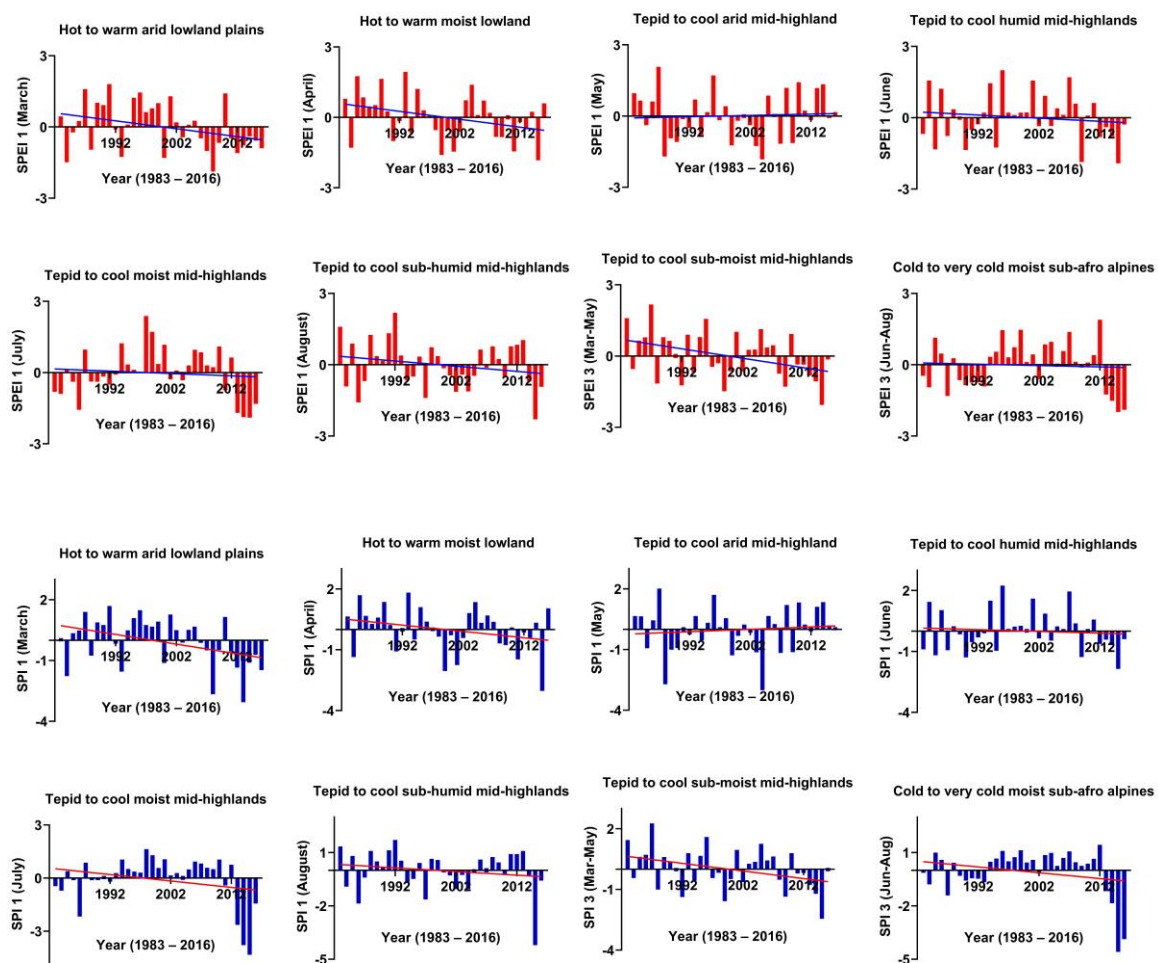 Hot to warm arid lowland plains
3
0
-3
SPEI 1 (March)
1992
2002
2012
Year (1983 – 2016)
Hot to warm moist lowland
3
0
-3
SPEI 1 (April)
1992
2002
2012
Year (1983 – 2016)
Tepid to cool arid mid-highland
3
0
-3
SPEI 1 (May)
1992
2002
2012
Year (1983 – 2016)
Tepid to cool humid mid-highlands
3
0
-3
SPEI 1 (June)
1992
2002
2012
Year (1983 – 2016)
Tepid to cool moist mid-highlands
3
0
-3
SPEI 1 (July)
1992
2002
2012
Year (1983 – 2016)
Tepid to cool sub-humid mid-highlands
3
0
-3
SPEI 1 (August)
1992
2002
2012
Year (1983 – 2016)
Tepid to cool sub-moist mid-highlands
3
0
-3
SPEI 3 (Mar-May)
1992
2002
2012
Year (1983 – 2016)
Cold to very cold moist sub-afro alpines
3
0
-3
SPEI 3 (Jun-Aug)
1992
2002
2012
Year (1983 – 2016)
Hot to warm arid lowland plains
2
-1
-4
SPI 1 (March)
1992
2002
2012
Year (1983 – 2016)
Hot to warm moist lowland
2
-1
-4
SPI 1 (April)
1992
2002
2012
Year (1983 – 2016)
Tepid to cool arid mid-highland
2
-1
-4
SPI 1 (May)
1992
2002
2012
Year (1983 – 2016)
Tepid to cool humid mid-highlands
2
-1
-4
SPI 1 (June)
1992
2002
2012
Year (1983 – 2016)
Tepid to cool moist mid-highlands
3
0
-3
SPI 1 (July)
1992
2002
2012
Year (1983 – 2016)
Tepid to cool sub-humid mid-highlands
1
-2
-5
SPI 1 (August)
1992
2002
2012
Year (1983 – 2016)
Tepid to cool sub-moist mid-highlands
2
-1
-4
SPI 3 (Mar-May)
1992
2002
2012
Year (1983 – 2016)
Cold to very cold moist sub-afro alpines
1
-2
-5
SPI 3 (Jun-Aug)
1992
2002
2012
Year (1983 – 2016)